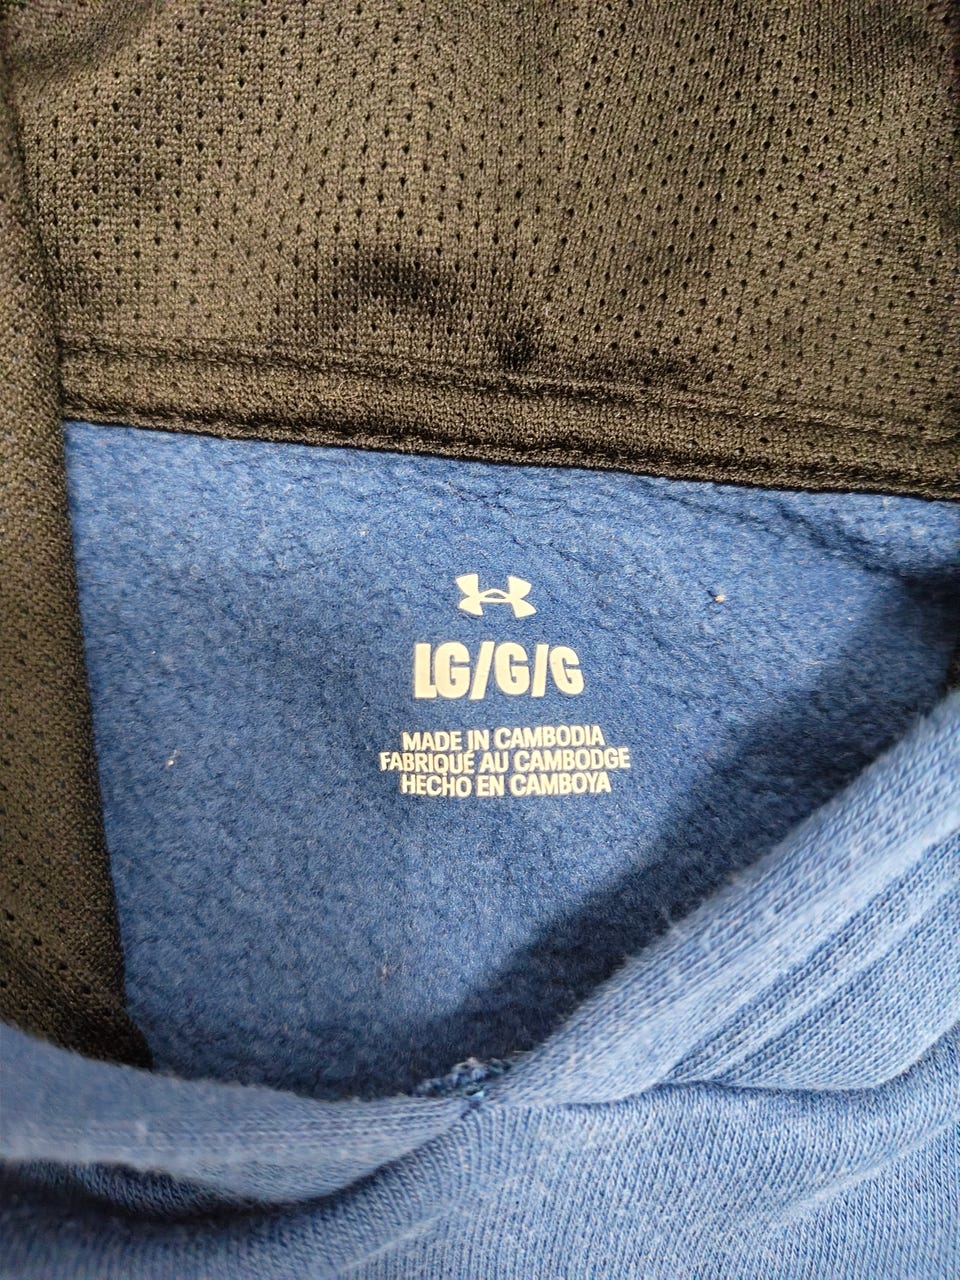 LG/G/G
MADE IN CAMBODIA
FABRIQUÉ AU CAMBODGE
HECHO EN CAMBOYA